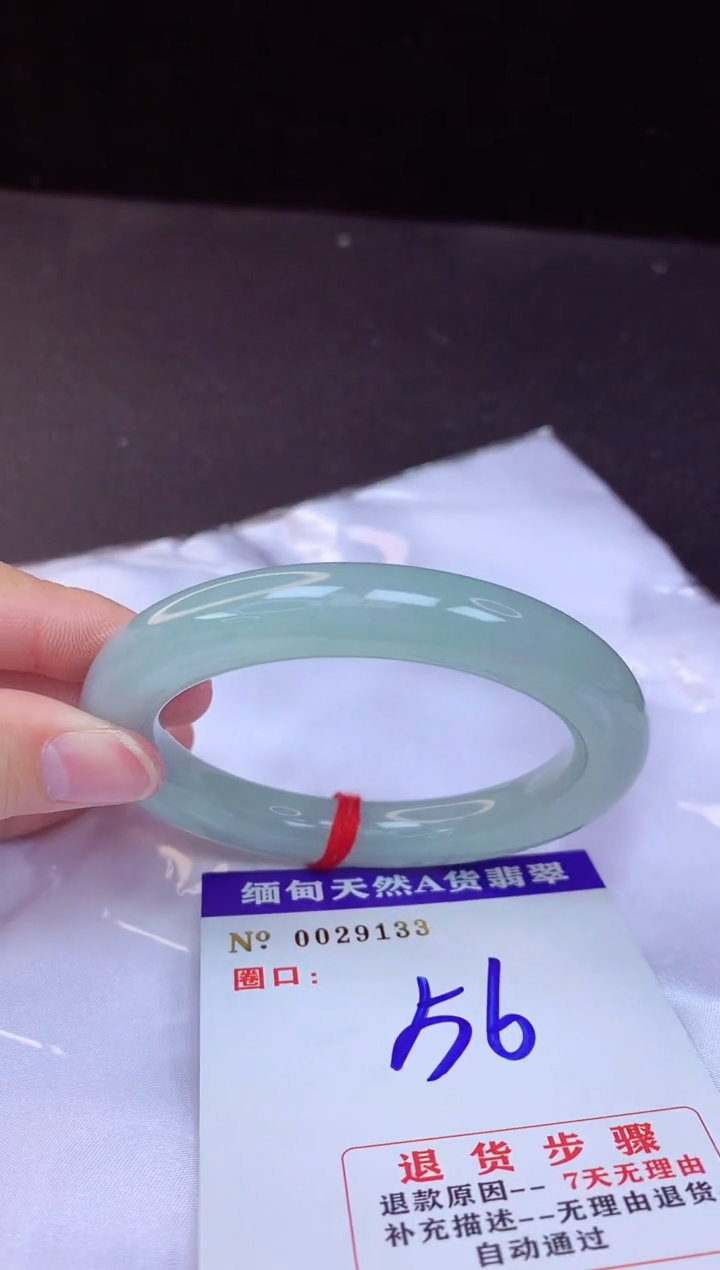 缅甸天然A货翡翠
Nº 0029133
圈口：
56
退货步骤
退款原因--7天无理由
补充描述--无理由退货
自动通过